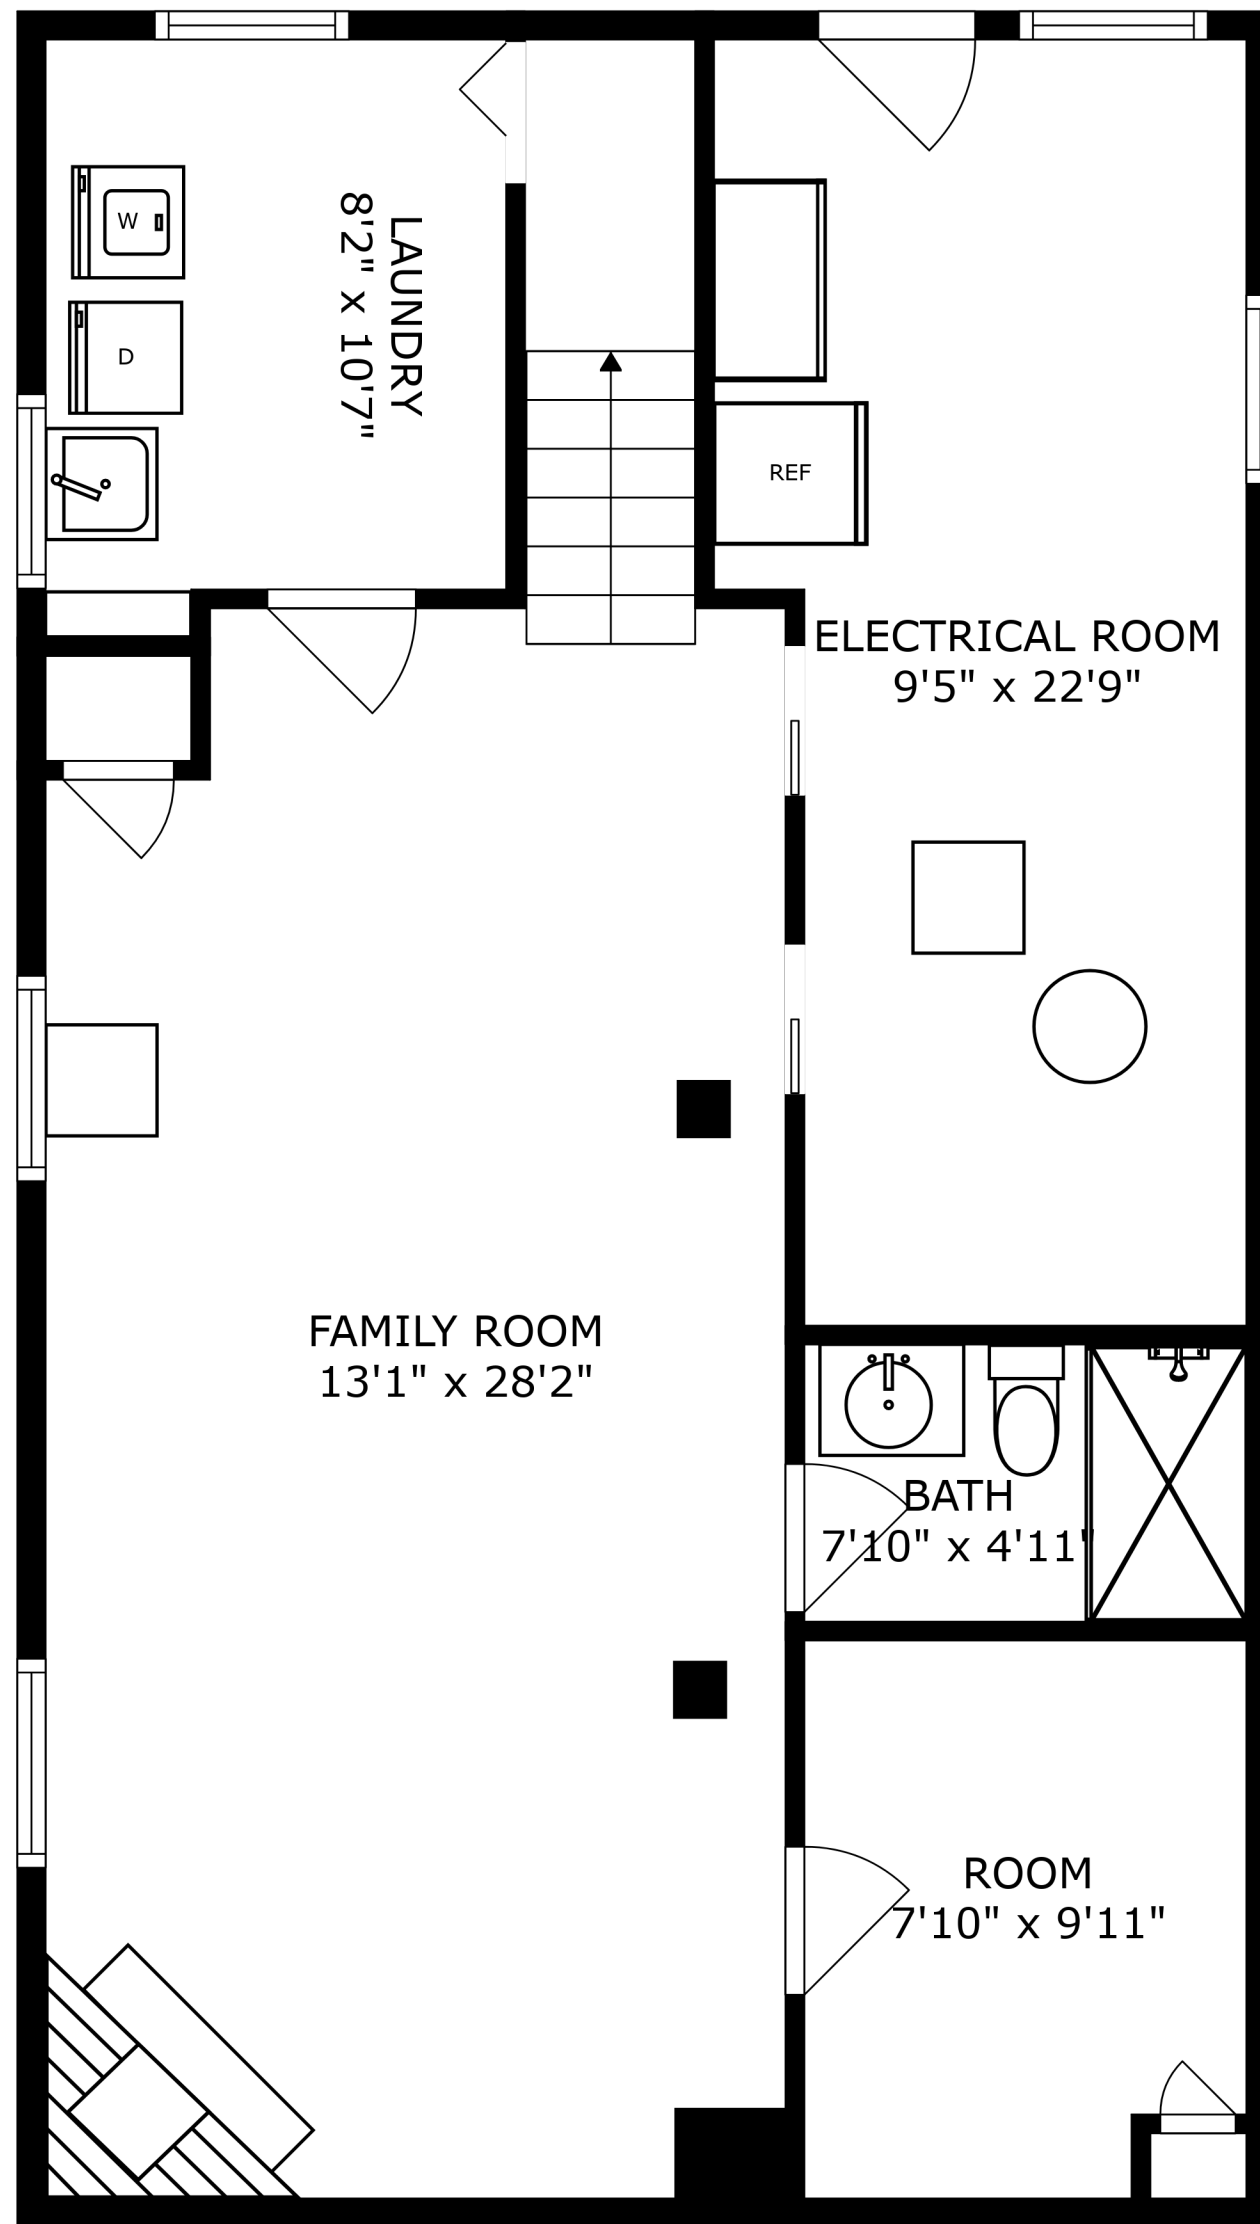 W
D
LAUNDRY
8'2" x 10'7"
REF
ELECTRICAL ROOM
9'5" x 22'9"
FAMILY ROOM
13'1" x 28'2"
BATH
7'10" x 4'11"
ROOM
7'10" x 9'11"